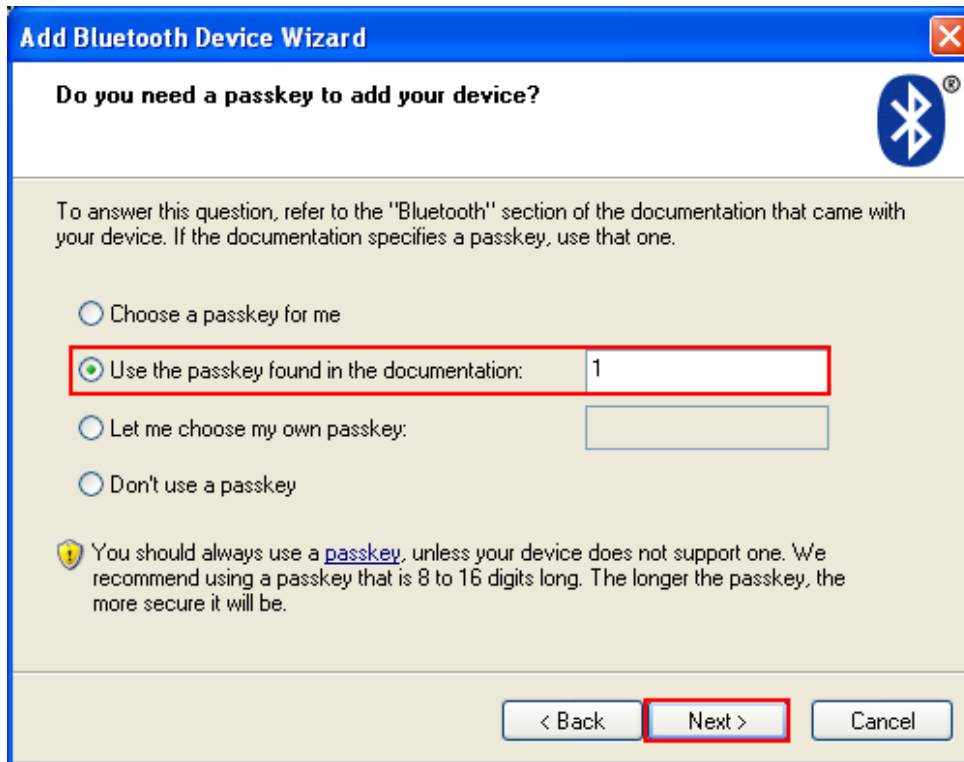 Add Bluetooth Device Wizard
Do you need a passkey to add your device?
®
To answer this question, refer to the "Bluetooth" section of the documentation that came with
your device. If the documentation specifies a passkey, use that one.
Choose a passkey for me
Use the passkey found in the documentation: 1
Let me choose my own passkey:
Don't use a passkey
You should always use a passkey, unless your device does not support one. We
recommend using a passkey that is 8 to 16 digits long. The longer the passkey, the
more secure it will be.
< Back Next > Cancel